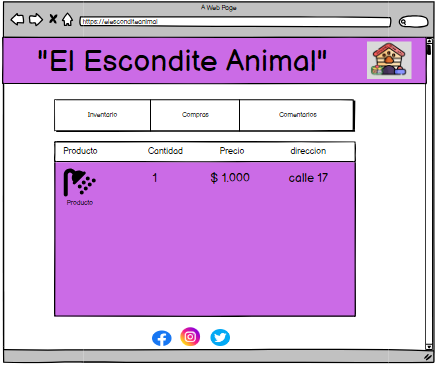 A Web Page
https://elesconditeanimal
"El Escondite Animal"
Inventario Compras Comentarios
Producto Cantidad Precio direccion
1 $ 1.000 calle 17
Producto